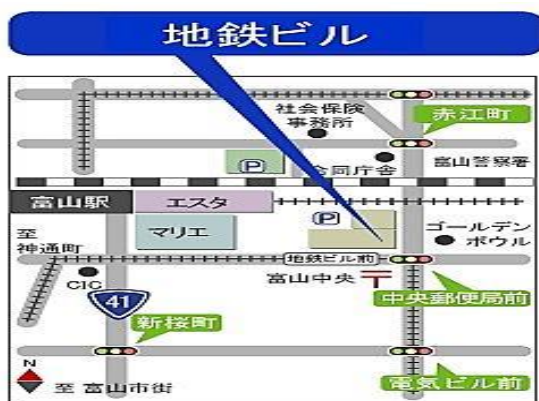 地鉄ビル
社会保険
事務所
赤江町
P
合同庁舎
富山警察署
富山駅
エスタ
P
マリエ
ゴールデン
ボウル
至
神通町
地鉄ビル前
CIC
富山中央
〒
41
中央郵便局前
新桜町
N
至 富山市街
電気ビル前